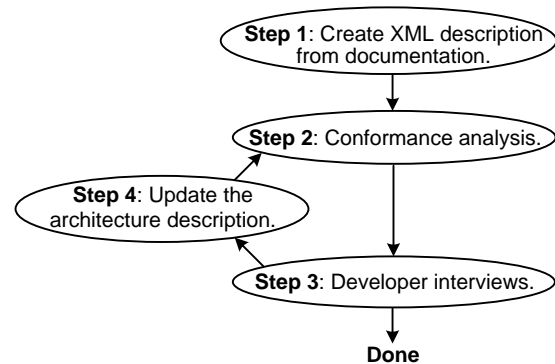 Step 1: Create XML description
from documentation.
Step 2: Conformance analysis.
Step 4: Update the
architecture description.
Step 3: Developer interviews.
Done